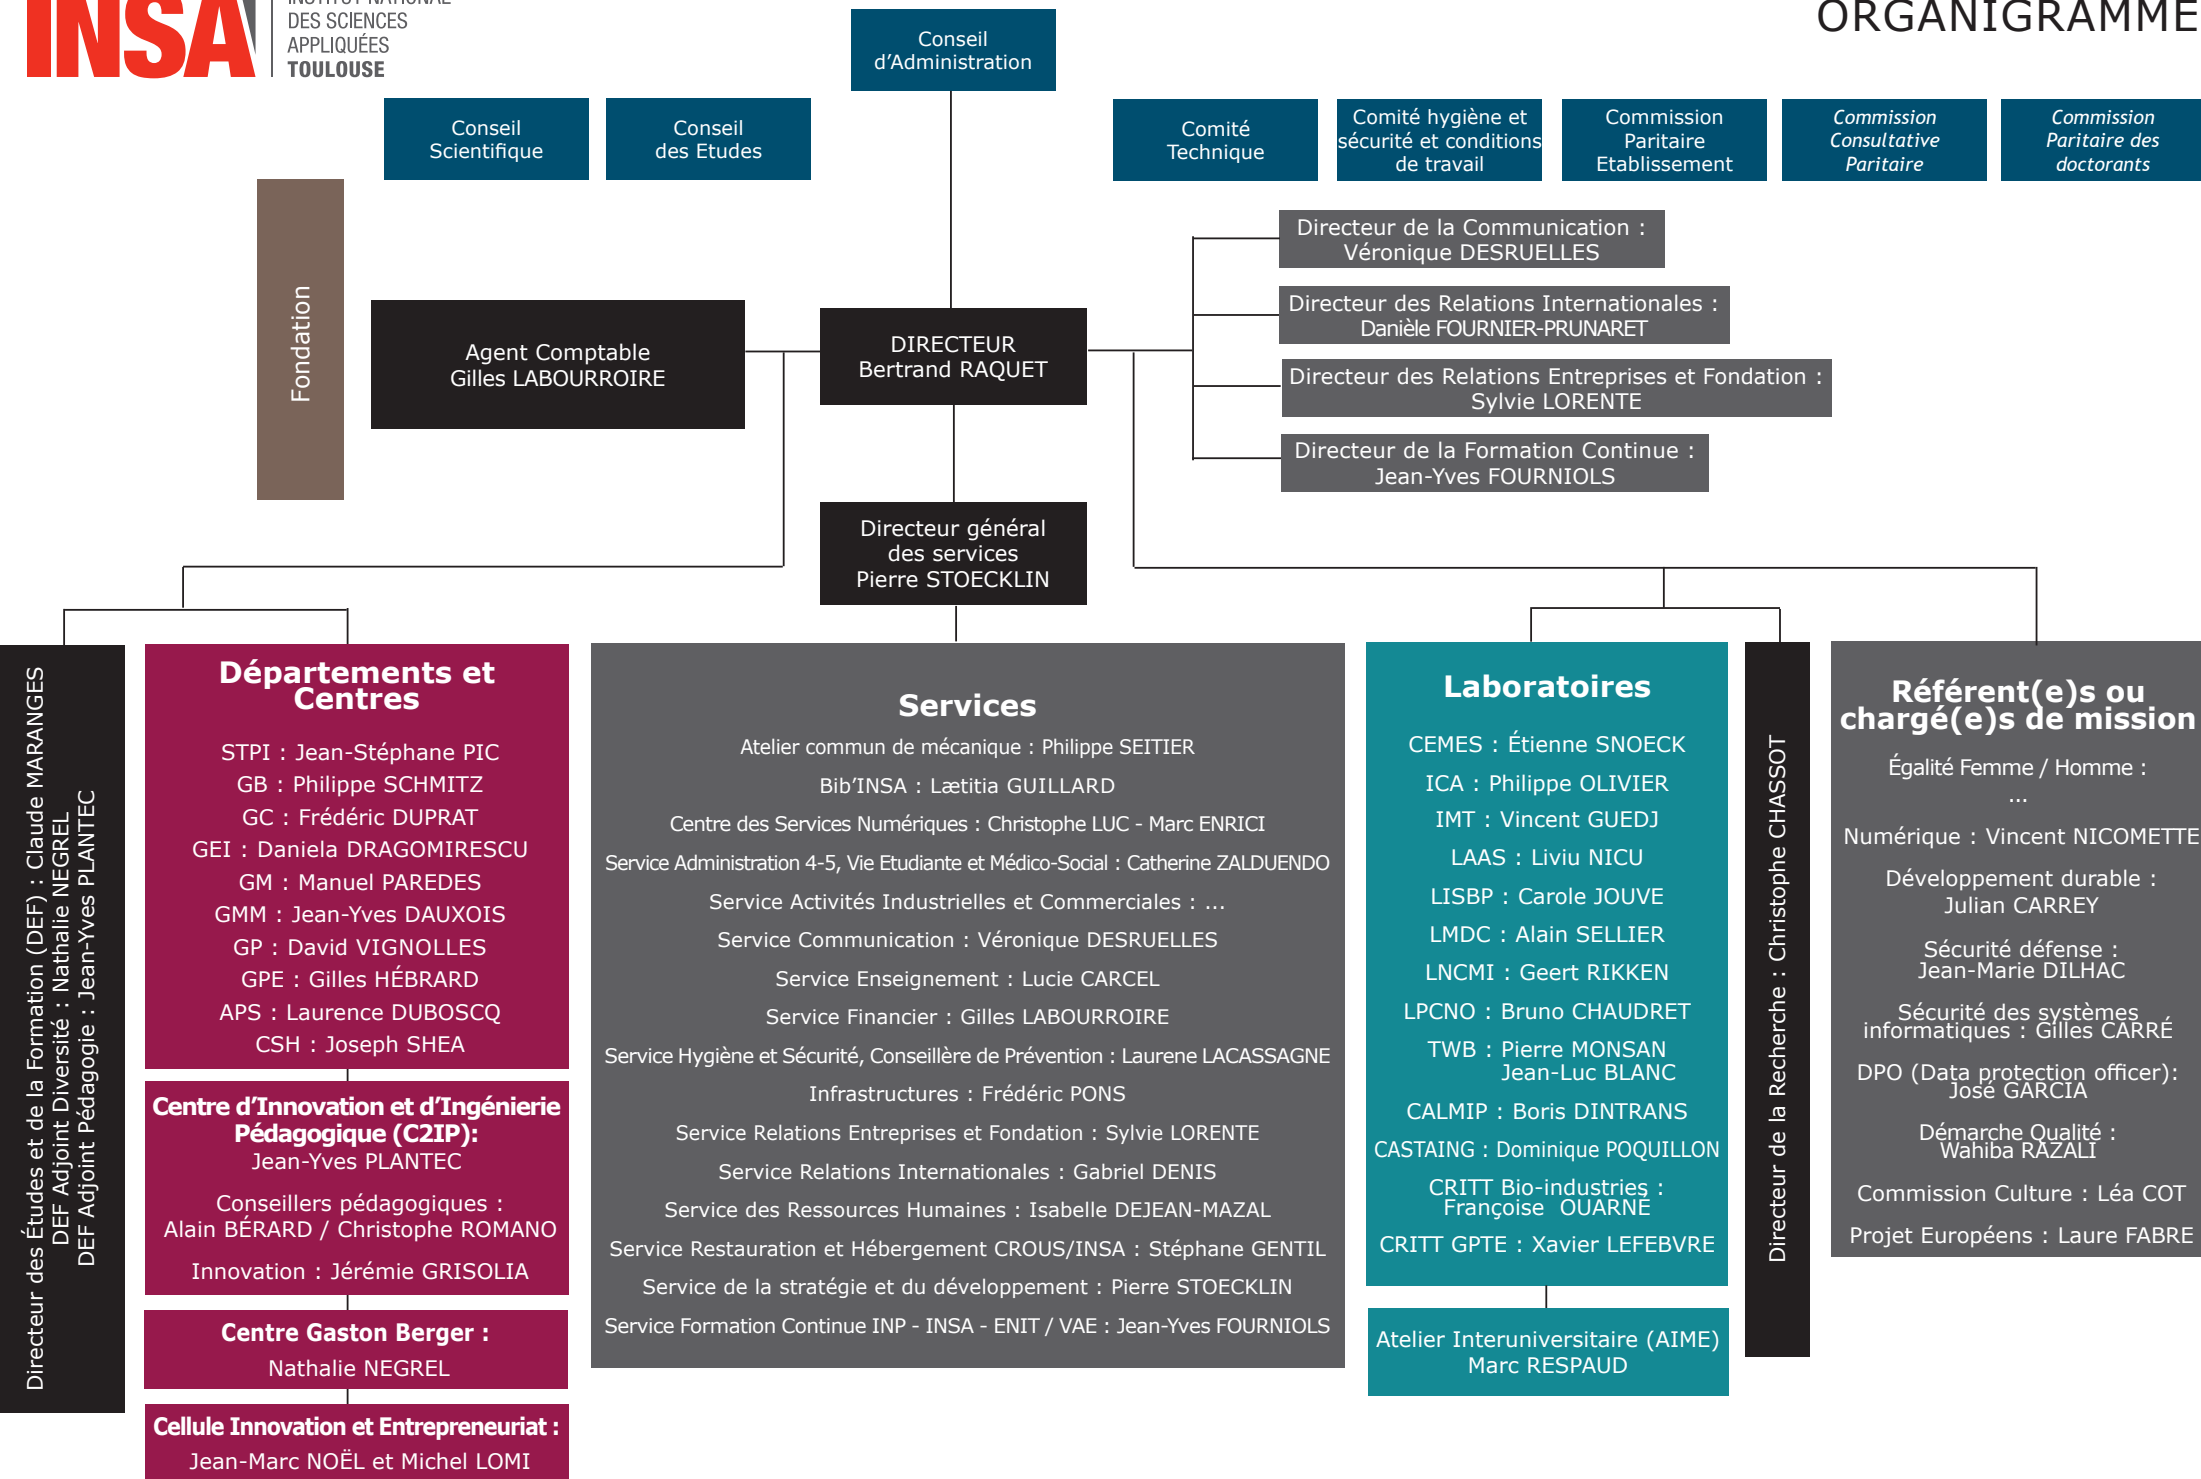 INSA
INSTITUT NATIONAL
DES SCIENCES
APPLIQUÉES
TOULOUSE
ORGANIGRAMME
Conseil
d'Administration
Conseil
Scientifique
Conseil
des Etudes
Comité
Technique
Comité hygiène et
sécurité et conditions
de travail
Commission
Paritaire
Etablissement
Commission
Consultative
Paritaire
Commission
Paritaire des
doctorants
Fondation
Agent Comptable
Gilles LABOURROIRE
DIRECTEUR
Bertrand RAQUET
Directeur de la Communication :
Véronique DESRUELLES
Directeur des Relations Internationales :
Danièle FOURNIER-PRUNARET
Directeur des Relations Entreprises et Fondation :
Sylvie LORENTE
Directeur de la Formation Continue :
Jean-Yves FOURNIOLS
Directeur général
des services
Pierre STOECKLIN
Directeur des Études et de la Formation (DEF) : Claude MARANGES
DEF Adjoint Diversité : Nathalie NEGREL
DEF Adjoint Pédagogie : Jean-Yves PLANTEC
Départements et
Centres
STPI : Jean-Stéphane PIC
GB : Philippe SCHMITZ
GC : Frédéric DUPRAT
GEI : Daniela DRAGOMIRESCU
GM : Manuel PAREDES
GMM : Jean-Yves DAUXOIS
GP : David VIGNOLLES
GPE : Gilles HÉBRARD
APS : Laurence DUBOSCQ
CSH : Joseph SHEA
Centre d'Innovation et d'Ingénierie
Pédagogique (C2IP):
Jean-Yves PLANTEC
Conseillers pédagogiques :
Alain BÉRARD / Christophe ROMANO
Innovation : Jérémie GRISOLIA
Centre Gaston Berger :
Nathalie NEGREL
Cellule Innovation et Entrepreneuriat :
Jean-Marc NOËL et Michel LOMI
Services
Atelier commun de mécanique : Philippe SEITIER
Bib'INSA : Lætitia GUILLARD
Centre des Services Numériques : Christophe LUC - Marc ENRICI
Service Administration 4-5, Vie Etudiante et Médico-Social : Catherine ZALDUENDO
Service Activités Industrielles et Commerciales : ...
Service Communication : Véronique DESRUELLES
Service Enseignement : Lucie CARCEL
Service Financier : Gilles LABOURROIRE
Service Hygiène et Sécurité, Conseillère de Prévention : Laurene LACASSAGNE
Infrastructures : Frédéric PONS
Service Relations Entreprises et Fondation : Sylvie LORENTE
Service Relations Internationales : Gabriel DENIS
Service des Ressources Humaines : Isabelle DEJEAN-MAZAL
Service Restauration et Hébergement CROUS/INSA : Stéphane GENTIL
Service de la stratégie et du développement : Pierre STOECKLIN
Service Formation Continue INP - INSA - ENIT / VAE : Jean-Yves FOURNIOLS
Laboratoires
CEMES : Étienne SNOECK
ICA : Philippe OLIVIER
IMT : Vincent GUEDJ
LAAS : Liviu NICU
LISBP : Carole JOUVE
LMDC : Alain SELLIER
LNCMI : Geert RIKKEN
LPCNO : Bruno CHAUDRET
TWB : Pierre MONSAN
Jean-Luc BLANC
CALMIP : Boris DINTRANS
CASTAING : Dominique POQUILLON
CRITT Bio-industries :
Françoise OUARNÉ
CRITT GPTE : Xavier LEFEBVRE
Atelier Interuniversitaire (AIME)
Marc RESPAUD
Directeur de la Recherche : Christophe CHASSOT
Référent(e)s ou
chargé(e)s de mission
Égalité Femme / Homme :
...
Numérique : Vincent NICOMETTE
Développement durable :
Julian CARREY
Sécurité défense :
Jean-Marie DILHAC
Sécurité des systèmes
informatiques : Gilles CARRÉ
DPO (Data protection officer):
José GARCIA
Démarche Qualité :
Wahiba RAZALI
Commission Culture : Léa COT
Projet Européens : Laure FABRE